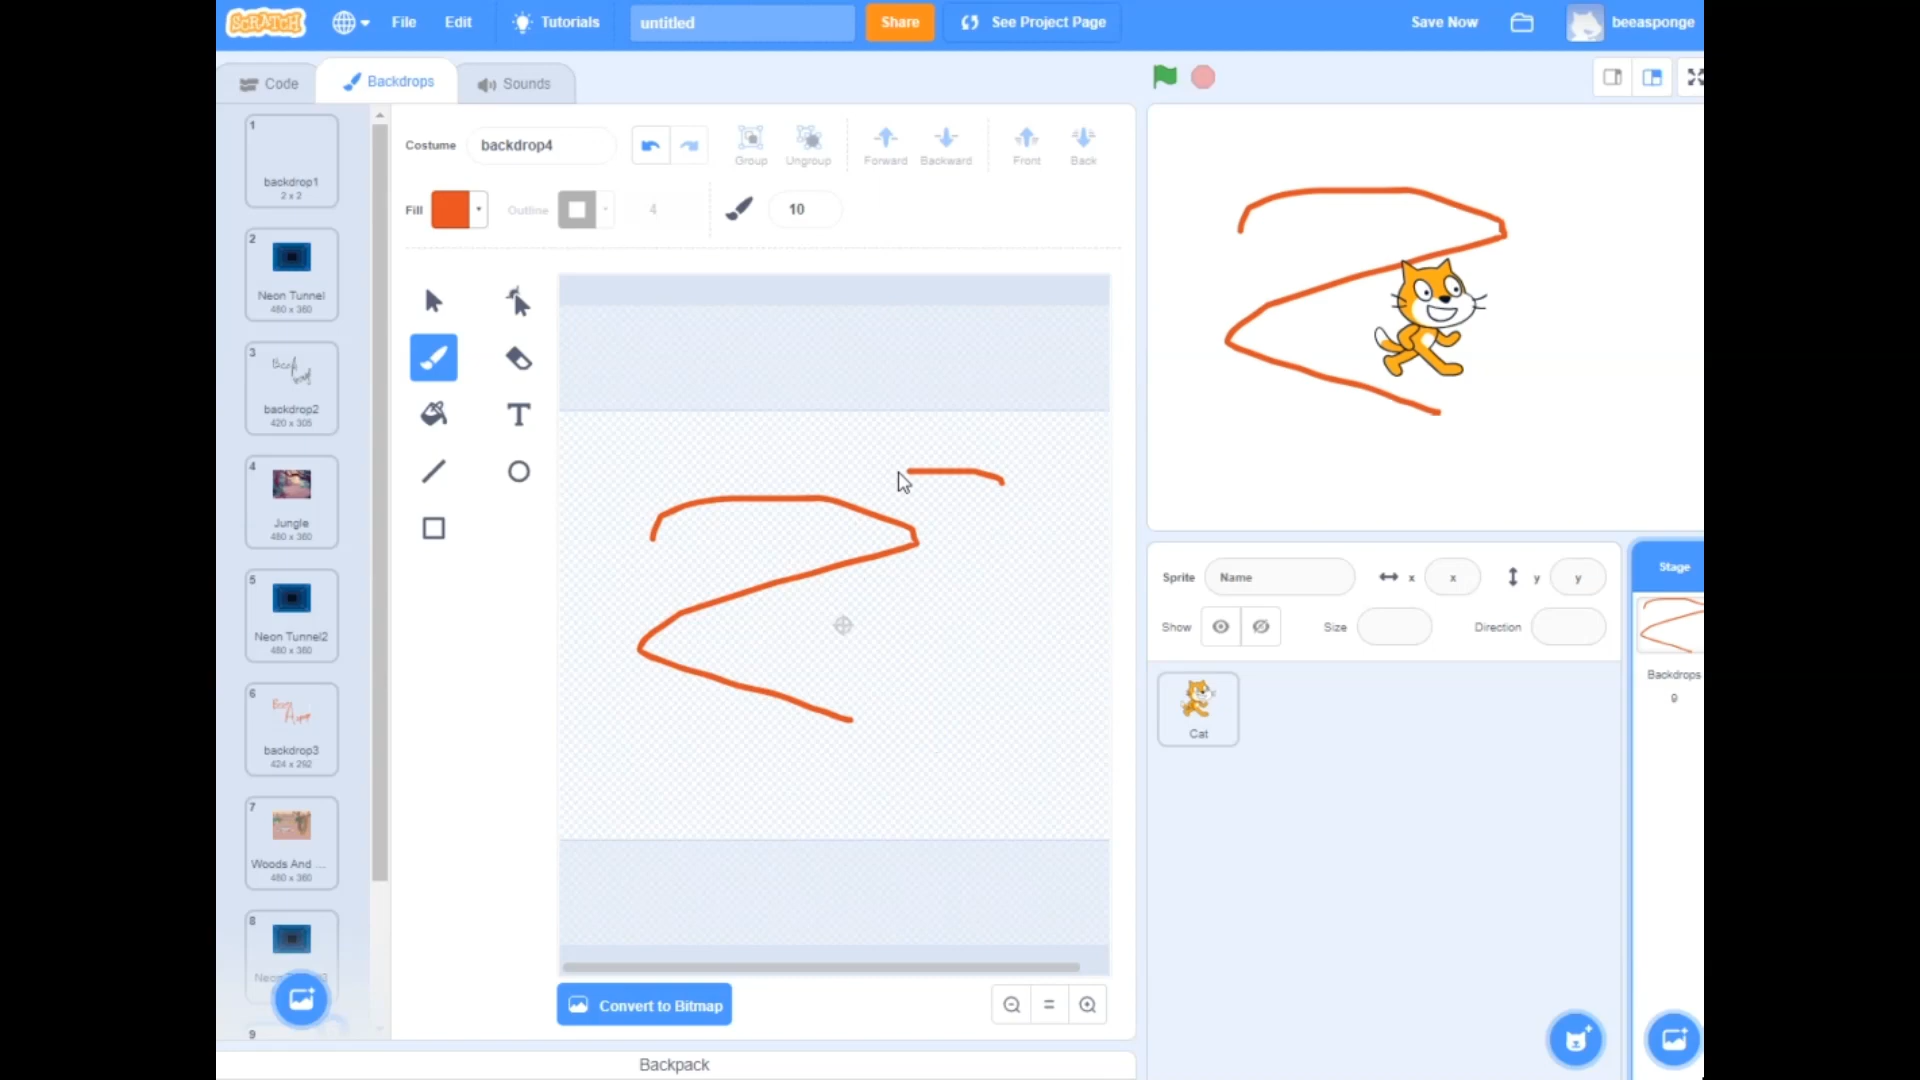 SCRATCH
File
Edit
Tutorials
untitled
Share
See Project Page
Save Now
beeasponge
Code
Backdrops
Sounds
1
backdrop1
2 x 2
2
Neon Tunnel
480 x 360
3
backdrop2
420 x 305
4
Jungle
480 x 360
5
Neon Tunnel2
480 x 360
6
backdrop3
424 x 292
7
Woods And ...
480 x 360
8
9
Costume
backdrop4
Group
Ungroup
Forward
Backward
Front
Back
Fill
Outline
4
10
T
Convert to Bitmap
Backpack
Sprite
Name
x
x
y
y
Show
Size
Direction
Cat
Stage
Backdrops
9